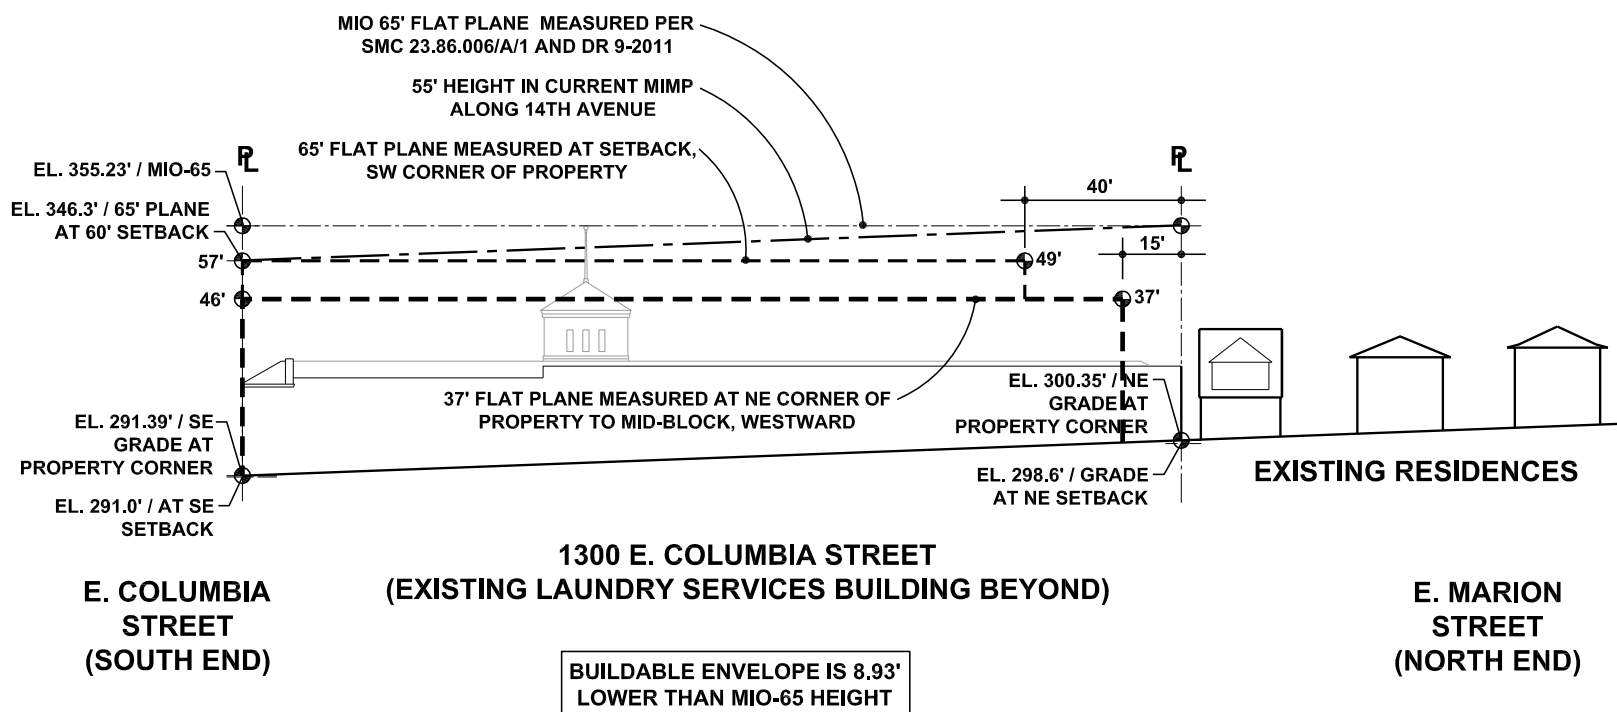 MIO 65' FLAT PLANE MEASURED PER
SMC 23.86.006/A/1 AND DR 9-2011
55' HEIGHT IN CURRENT MIMP
ALONG 14TH AVENUE
65' FLAT PLANE MEASURED AT SETBACK,
SW CORNER OF PROPERTY
PL
PL
EL. 355.23' / MIO-65
40'
EL. 346.3' / 65' PLANE
AT 60' SETBACK
15'
57'
49'
46'
37'
37' FLAT PLANE MEASURED AT NE CORNER OF
PROPERTY TO MID-BLOCK, WESTWARD
EL. 300.35' / NE
GRADE AT
PROPERTY CORNER
EL. 291.39' / SE
GRADE AT
PROPERTY CORNER
EL. 291.0' / AT SE
SETBACK
EL. 298.6' / GRADE
AT NE SETBACK
EXISTING RESIDENCES
1300 E. COLUMBIA STREET
(EXISTING LAUNDRY SERVICES BUILDING BEYOND)
E. COLUMBIA
STREET
(SOUTH END)
E. MARION
STREET
(NORTH END)
BUILDABLE ENVELOPE IS 8.93'
LOWER THAN MIO-65 HEIGHT